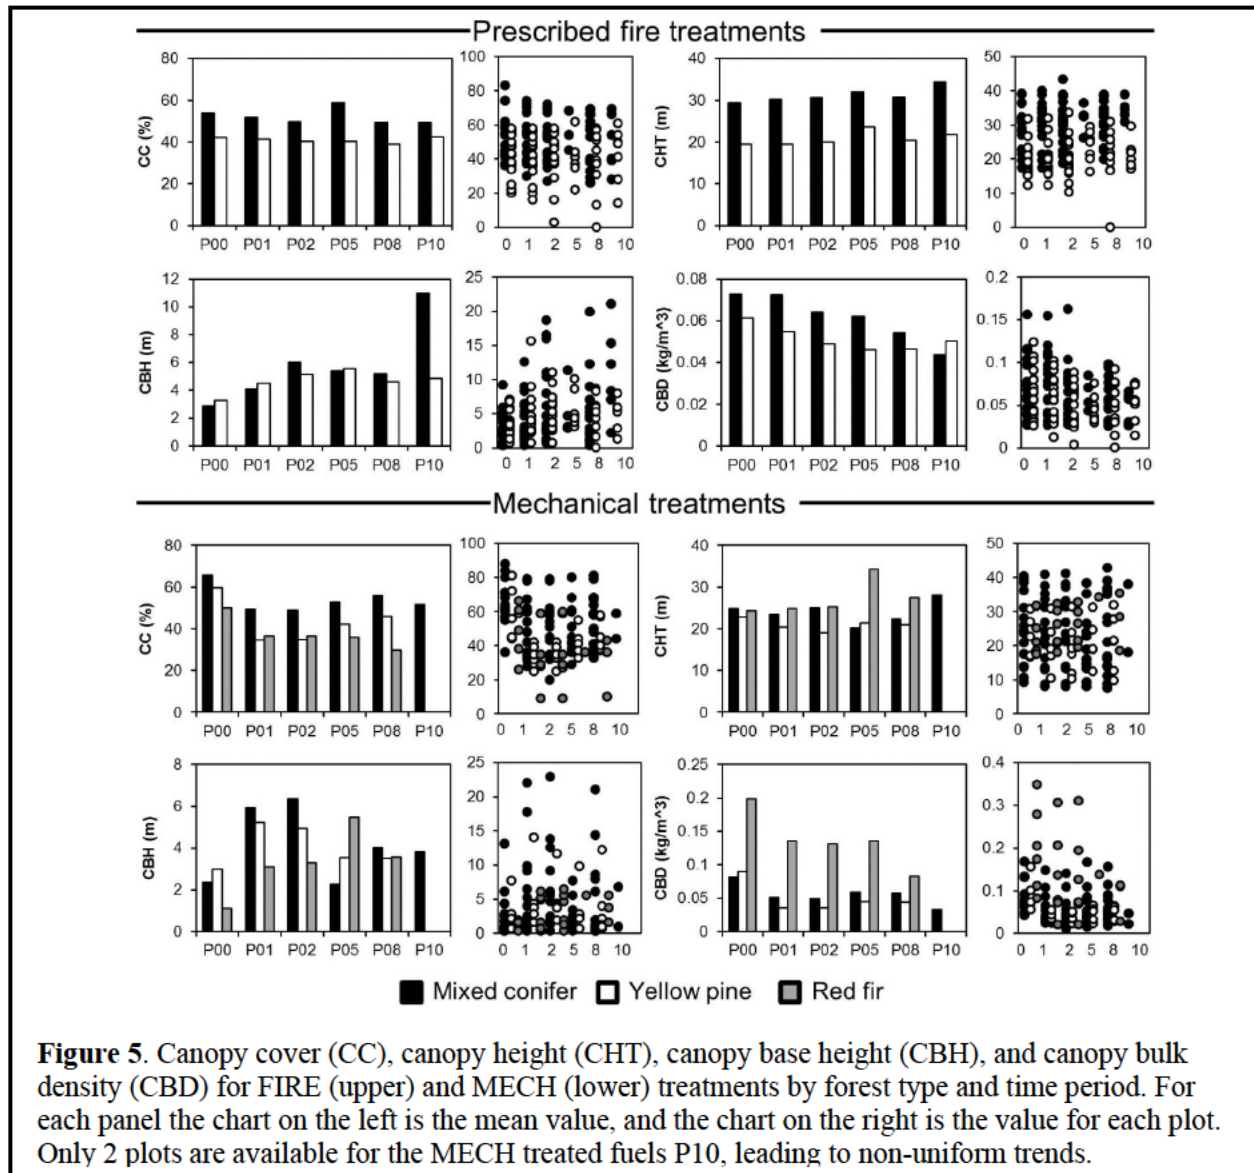 Prescribed fire treatments
80
60
40
20
0
CC (%)
P00 P01 P02 P05 P08 P10
100
80
60
40
20
0
0 1 2 5 8 10
40
30
20
10
0
CHT (m)
P00 P01 P02 P05 P08 P10
50
40
30
20
10
0
0 1 2 5 8 10
12
10
8
6
4
2
0
CBH (m)
P00 P01 P02 P05 P08 P10
25
20
15
10
5
0
0 1 2 5 8 10
0.08
0.06
0.04
0.02
0
CBD (kg/m^3)
P00 P01 P02 P05 P08 P10
0.2
0.15
0.1
0.05
0
0 1 2 5 8 10
Mechanical treatments
80
60
40
20
0
CC (%)
P00 P01 P02 P05 P08 P10
100
80
60
40
20
0
0 1 2 5 8 10
40
30
20
10
0
CHT (m)
P00 P01 P02 P05 P08 P10
50
40
30
20
10
0
0 1 2 5 8 10
8
6
4
2
0
CBH (m)
P00 P01 P02 P05 P08 P10
25
20
15
10
5
0
0 1 2 5 8 10
0.25
0.2
0.15
0.1
0.05
0
CBD (kg/m^3)
P00 P01 P02 P05 P08 P10
0.4
0.3
0.2
0.1
0
0 1 2 5 8 10
Mixed conifer Yellow pine Red fir
Figure 5. Canopy cover (CC), canopy height (CHT), canopy base height (CBH), and canopy bulk
density (CBD) for FIRE (upper) and MECH (lower) treatments by forest type and time period. For
each panel the chart on the left is the mean value, and the chart on the right is the value for each plot.
Only 2 plots are available for the MECH treated fuels P10, leading to non-uniform trends.